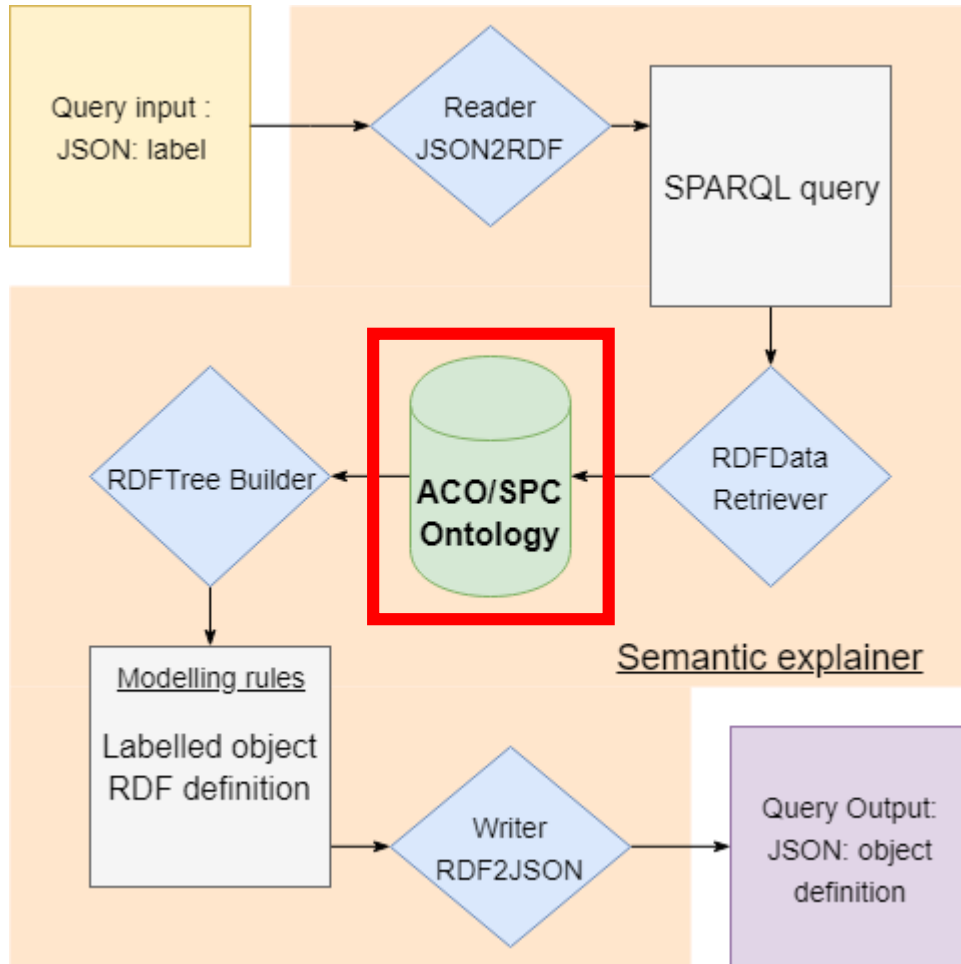 Query input :
JSON: label
Reader
JSON2RDF
SPARQL query
RDFTree Builder
ACO/SPC
Ontology
RDFData
Retriever
Semantic explainer
Modelling rules
Labelled object
RDF definition
Writer
RDF2JSON
Query Output:
JSON: object
definition